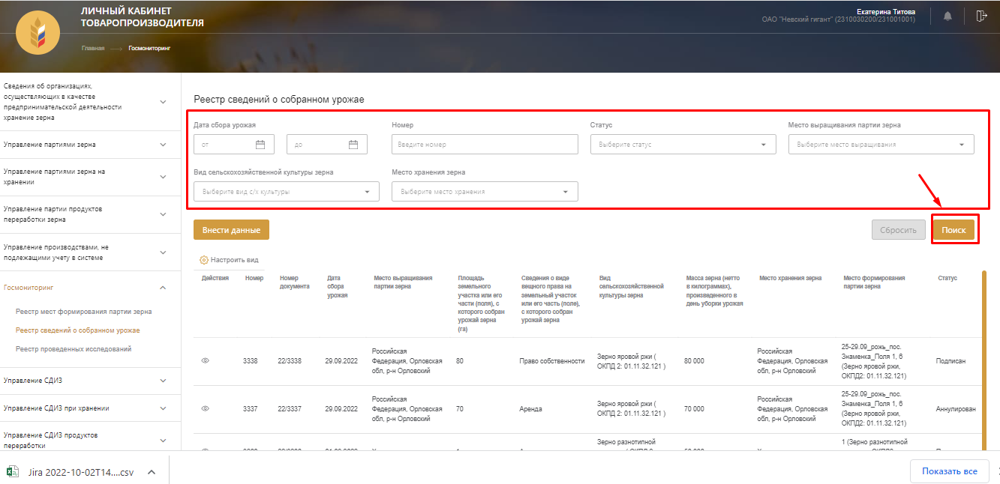 ЛИЧНЫЙ КАБИНЕТ
ТОВАРОПРОИЗВОДИТЕЛЯ
Екатерина Титова
ОАО "Невский гигант" (2310030200/231001001)
Главная
Госмониторинг
Сведения об организациях,
осуществляющих в качестве
предпринимательской деятельности
хранение зерна
Управление партиями зерна
Управление партиями зерна на
хранении
Управление партии продуктов
переработки зерна
Управление производствами, не
подлежащими учету в системе
Госмониторинг
Реестр мест формирования партии зерна
Реестр сведений о собранном урожае
Реестр проведенных исследований
Управление СДИЗ
Управление СДИЗ при хранении
Управление СДИЗ продуктов
переработки
Реестр сведений о собранном урожае
Дата сбора урожая
от
до
Номер
Введите номер
Статус
Выберите статус
Место выращивания партии зерна
Выберите место выращивания
Вид сельскохозяйственной культуры зерна
Выберите вид с/х культуры
Место хранения зерна
Выберите место хранения
Внести данные
Сбросить
Поиск
Настроить вид
Действия
Номер
Номер
документа
Дата
сбора
урожая
Место выращивания
партии зерна
Площадь
земельного
участка или его
части (поля), с
которого собран
урожай зерна
(га)
Сведения о виде
вещного права на
земельный участок
или его часть (поле),
с которого собран
урожай зерна
Вид
сельскохозяйственной
культуры зерна
Масса зерна (нетто
в килограммах),
произведенного в
день уборки урожая
Место хранения зерна
Место формирования
партии зерна
Статус
3338
22/3338
29.09.2022
Российская
Федерация, Орловская
обл, р-н Орловский
80
Право собственности
Зерно яровой ржи (
ОКПД 2: 01.11.32.121 )
80 000
Российская
Федерация, Орловская
обл, р-н Орловский
25-29.09_рожь_пос.
Знаменка_Поля 1, 6
(Зерно яровой ржи,
ОКПД2: 01.11.32.121)
Подписан
3337
22/3337
29.09.2022
Российская
Федерация, Орловская
обл, р-н Орловский
70
Аренда
Зерно яровой ржи (
ОКПД 2: 01.11.32.121 )
70 000
Российская
Федерация, Орловская
обл, р-н Орловский
25-29.09_рожь_пос.
Знаменка_Поля 1, 6
(Зерно яровой ржи,
ОКПД2: 01.11.32.121)
Аннулирован
Зерно разнотипной
1 (Зерно разнотипной
Jira 2022-10-02T14....csv
Показать все